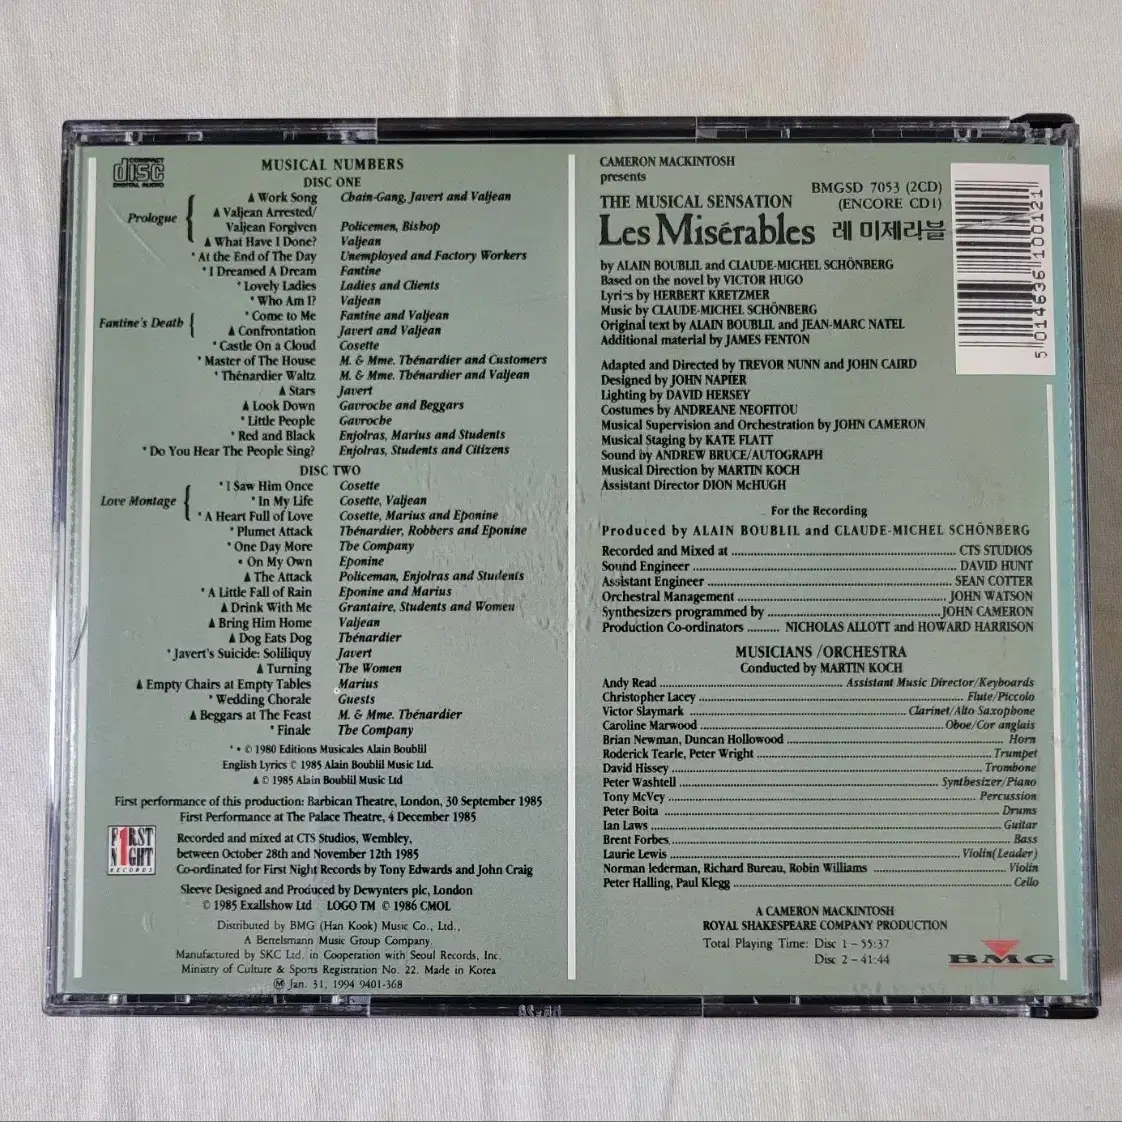 COMPACT
disc
DIGITAL AUDIO
MUSICAL NUMBERS
DISC ONE
Prologue
▲ Work Song Chain-Gang, Javert and Valjean
▲ Valjean Arrested/
Valjean Forgiven Policemen, Bisbop
▲ What Have I Done? Valjean
* At the End of The Day Unemployed and Factory Workers
* I Dreamed A Dream Fantine
* Lovely Ladies Ladies and Clients
* Who Am I? Valjean
Fantine's Death
* Come to Me Fantine and Valjean
▲ Confrontation Javert and Valjean
* Castle On a Cloud Cosette
* Master of The House M. & Mme. Thénardier and Customers
* Thénardier Waltz M. & Mme. Thénardier and Valjean
▲ Stars Javert
▲ Look Down Gavroche and Beggars
* Little People Gavroche
* Red and Black Enjolras, Marius and Students
* Do You Hear The People Sing? Enjolras, Students and Citizens
DISC TWO
Love Montage
* I Saw Him Once Cosette
* In My Life Cosette, Valjean
* A Heart Full of Love Cosette, Marius and Eponine
* Plumet Attack Thénardier, Robbers and Eponine
* One Day More The Company
• On My Own Eponine
▲ The Attack Policeman, Enjolras and Students
* A Little Fall of Rain Eponine and Marius
▲ Drink With Me Grantaire, Students and Women
▲ Bring Him Home Valjean
▲ Dog Eats Dog Thénardier
* Javert's Suicide: Soliliquy Javert
▲ Turning The Women
▲ Empty Chairs at Empty Tables Marius
* Wedding Chorale Guests
▲ Beggars at The Feast M. & Mme. Thénardier
* Finale The Company
* • © 1980 Editions Musicales Alain Boublil
English Lyrics © 1985 Alain Boublil Music Ltd.
▲ © 1985 Alain Boublil Music Ltd
First performance of this production: Barbican Theatre, London, 30 September 1985
First Performance at The Palace Theatre, 4 December 1985
F1RST
N1GHT
RECORDS
Recorded and mixed at CTS Studios, Wembley,
between October 28th and November 12th 1985
Co-ordinated for First Night Records by Tony Edwards and John Craig
Sleeve Designed and Produced by Dewynters plc, London
© 1985 Exallshow Ltd LOGO TM © 1986 CMOL
Distributed by BMG (Han Kook) Music Co., Ltd.,
A Bertelsmann Music Group Company.
Manufactured by SKC Ltd. in Cooperation with Seoul Records, Inc.
Ministry of Culture & Sports Registration No. 22. Made in Korea
Ⓜ Jan. 31, 1994 9401-368
CAMERON MACKINTOSH
presents
BMGSD 7053 (2CD)
THE MUSICAL SENSATION (ENCORE CD1)
Les Misérables 레 미제라블
by ALAIN BOUBLIL and CLAUDE-MICHEL SCHÖNBERG
Based on the novel by VICTOR HUGO
Lyrics by HERBERT KRETZMER
Music by CLAUDE-MICHEL SCHÖNBERG
Original text by ALAIN BOUBLIL and JEAN-MARC NATEL
Additional material by JAMES FENTON
Adapted and Directed by TREVOR NUNN and JOHN CAIRD
Designed by JOHN NAPIER
Lighting by DAVID HERSEY
Costumes by ANDREANE NEOFITOU
Musical Supervision and Orchestration by JOHN CAMERON
Musical Staging by KATE FLATT
Sound by ANDREW BRUCE/AUTOGRAPH
Musical Direction by MARTIN KOCH
Assistant Director DION McHUGH
For the Recording
Produced by ALAIN BOUBLIL and CLAUDE-MICHEL SCHÖNBERG
Recorded and Mixed at CTS STUDIOS
Sound Engineer DAVID HUNT
Assistant Engineer SEAN COTTER
Orchestral Management JOHN WATSON
Synthesizers programmed by JOHN CAMERON
Production Co-ordinators NICHOLAS ALLOTT and HOWARD HARRISON
MUSICIANS /ORCHESTRA
Conducted by MARTIN KOCH
Andy Read Assistant Music Director/Keyboards
Christopher Lacey Flute/Piccolo
Victor Slaymark Clarinet/Alto Saxophone
Caroline Marwood Oboe/Cor anglais
Brian Newman, Duncan Hollowood Horn
Roderick Tearle, Peter Wright Trumpet
David Hissey Trombone
Peter Washtell Synthesizer/Piano
Tony McVey Percussion
Peter Boita Drums
Ian Laws Guitar
Brent Forbes Bass
Laurie Lewis Violin(Leader)
Norman Iederman, Richard Bureau, Robin Williams Violin
Peter Halling, Paul Klegg Cello
A CAMERON MACKINTOSH
ROYAL SHAKESPEARE COMPANY PRODUCTION
Total Playing Time: Disc 1 – 55:37
Disc 2 – 41:44
BMG
5 014636 100121